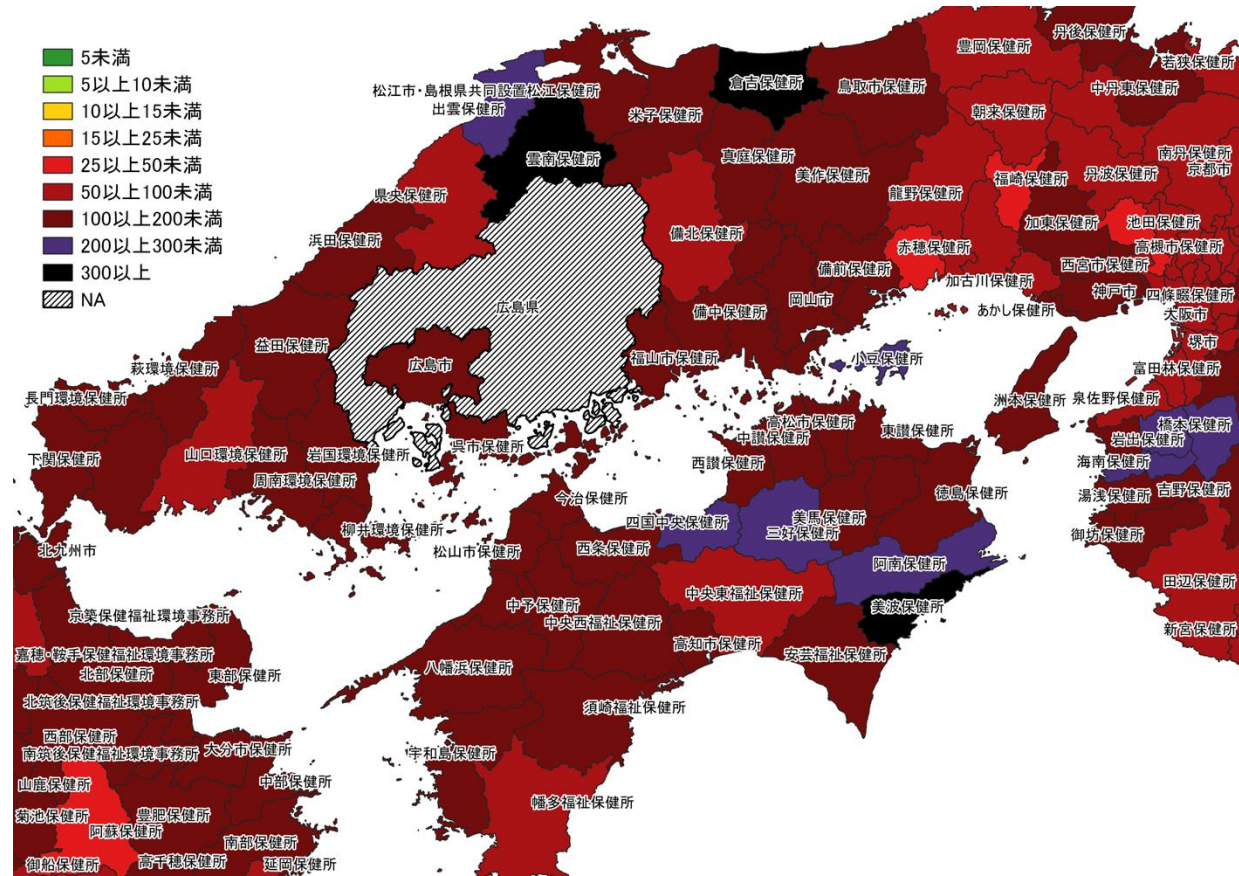 5未満
5以上10未満
10以上15未満
15以上25未満
25以上50未満
50以上100未満
100以上200未満
200以上300未満
300以上
NA
丹後保健所
豊岡保健所
若狭保健所
倉吉保健所
鳥取市保健所
中丹東保健所
松江市・島根県共同設置松江保健所
出雲保健所
米子保健所
朝来保健所
雲南保健所
真庭保健所
南丹保健所
京都市
美作保健所
丹波保健所
福崎保健所
県央保健所
龍野保健所
池田保健所
加東保健所
備北保健所
浜田保健所
赤穂保健所
高槻市保健所
西宮市保健所
備前保健所
加古川保健所
神戸市
四條畷保健所
岡山市
広島県
備中保健所
あかし保健所
大阪市
堺市
益田保健所
萩環境保健所
福山市保健所
小豆保健所
広島市
富田林保健所
長門環境保健所
洲本保健所
泉佐野保健所
高松市保健所
橋本保健所
中讃保健所
東讃保健所
岩出保健所
呉市保健所
下関保健所
山口環境保健所
岩国環境保健所
西讃保健所
海南保健所
周南環境保健所
徳島保健所
湯浅保健所
吉野保健所
今治保健所
美馬保健所
四国中央保健所
三好保健所
柳井環境保健所
御坊保健所
北九州市
松山市保健所
西条保健所
阿南保健所
田辺保健所
中央東福祉保健所
中予保健所
美波保健所
京築保健福祉環境事務所
中央西福祉保健所
新宮保健所
高知市保健所
安芸福祉保健所
嘉穂・鞍手保健福祉環境事務所
八幡浜保健所
北部保健所
東部保健所
北筑後保健福祉環境事務所
須崎福祉保健所
西部保健所
大分市保健所
南筑後保健福祉環境事務所
宇和島保健所
山鹿保健所
中部保健所
幡多福祉保健所
菊池保健所
豊肥保健所
阿蘇保健所
南部保健所
御船保健所
高千穂保健所
延岡保健所